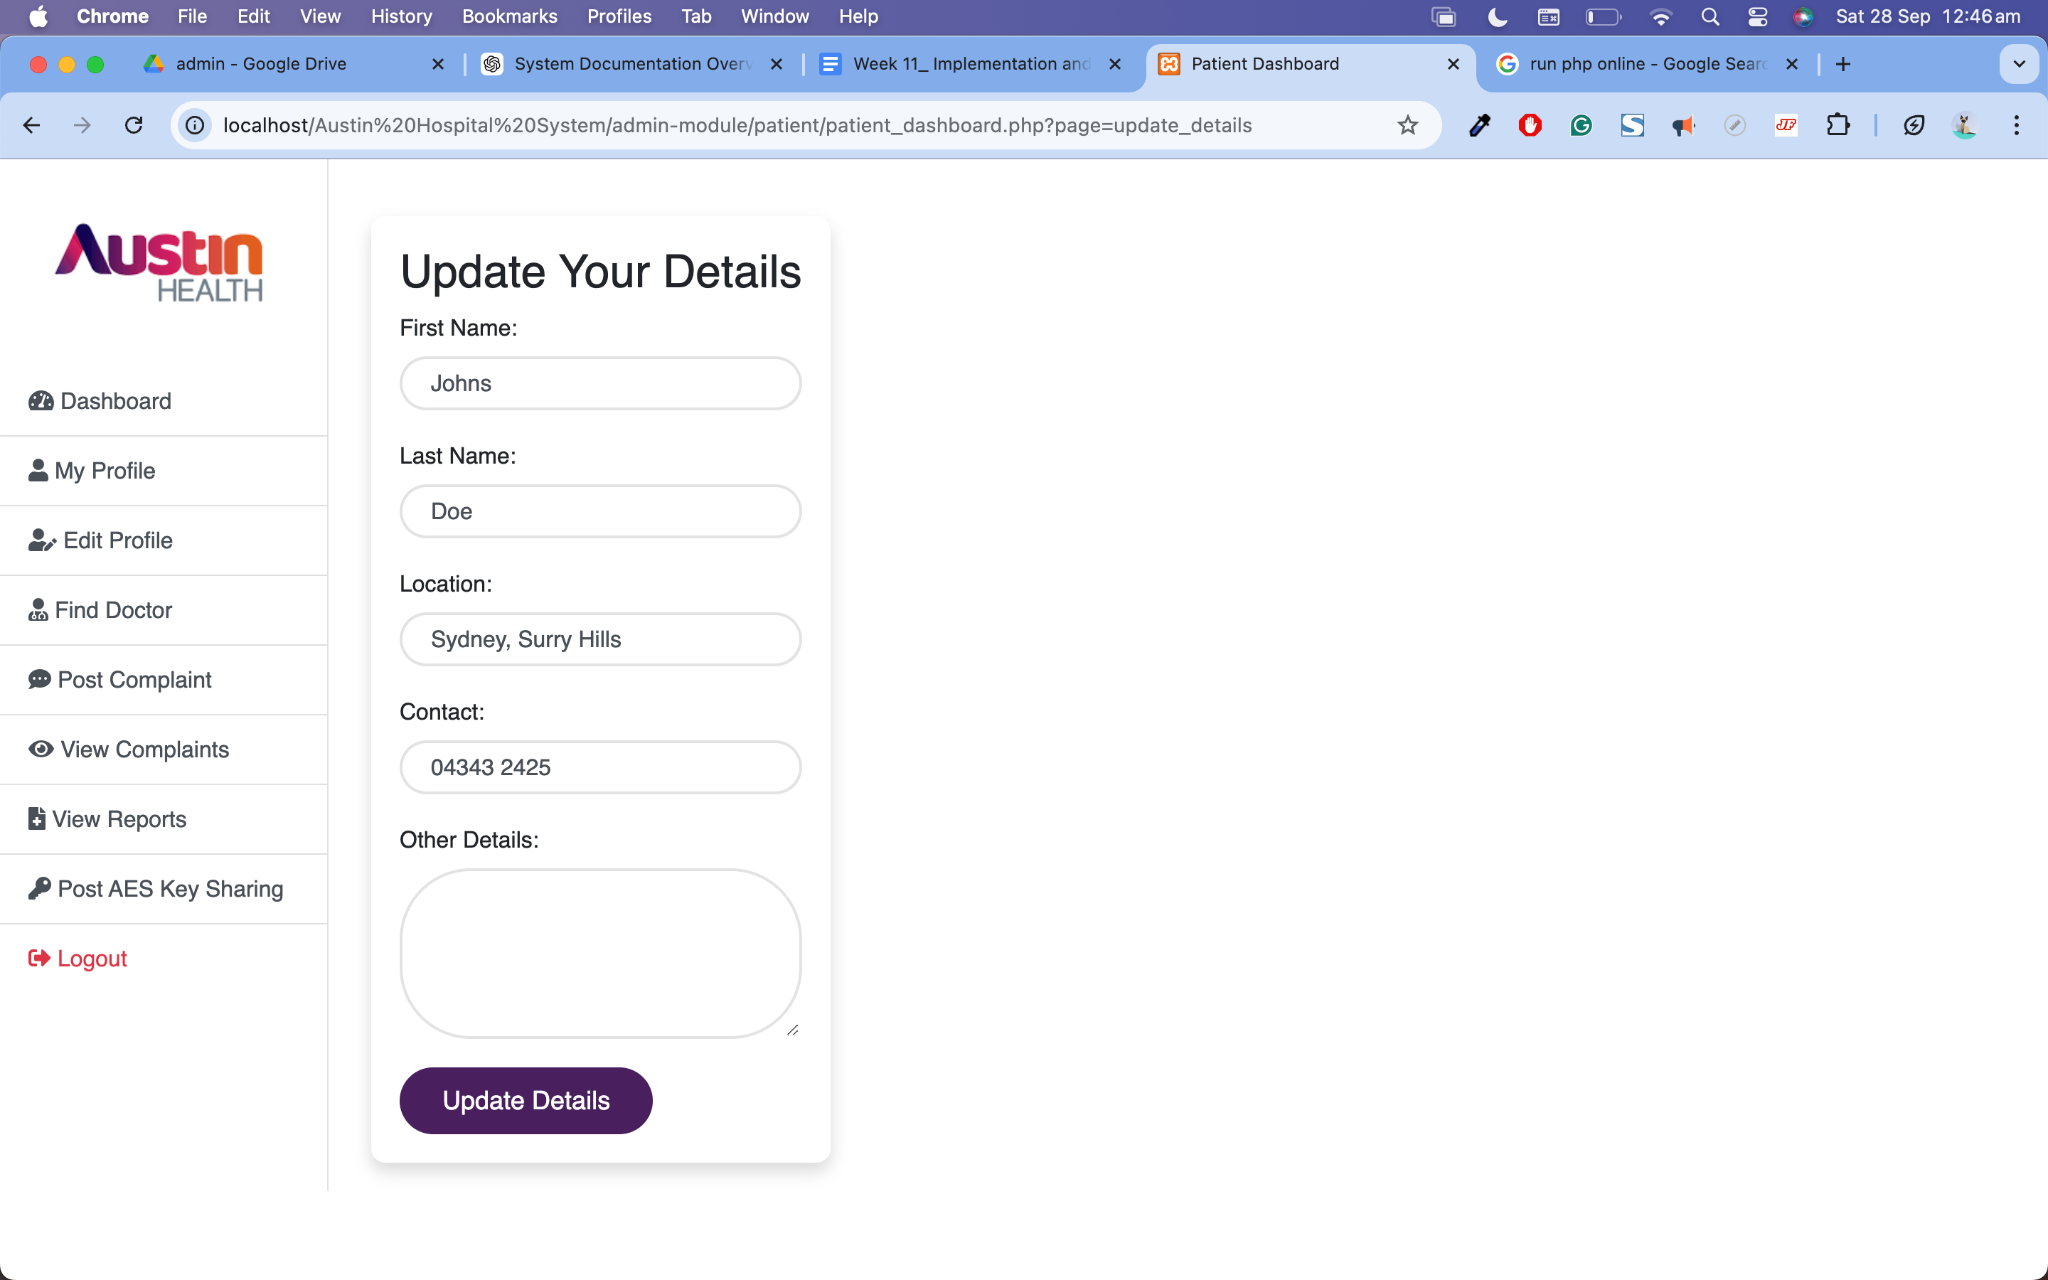 Chrome File Edit View History Bookmarks Profiles Tab Window Help Sat 28 Sep 12:46am
admin - Google Drive System Documentation Over Week 11_ Implementation and Patient Dashboard run php online - Google Sear
localhost/Austin%20Hospital%20System/admin-module/patient/patient_dashboard.php?page=update_details
Austin
HEALTH
Dashboard
My Profile
Edit Profile
Find Doctor
Post Complaint
View Complaints
View Reports
Post AES Key Sharing
Logout
Update Your Details
First Name:
Johns
Last Name:
Doe
Location:
Sydney, Surry Hills
Contact:
04343 2425
Other Details:
Update Details